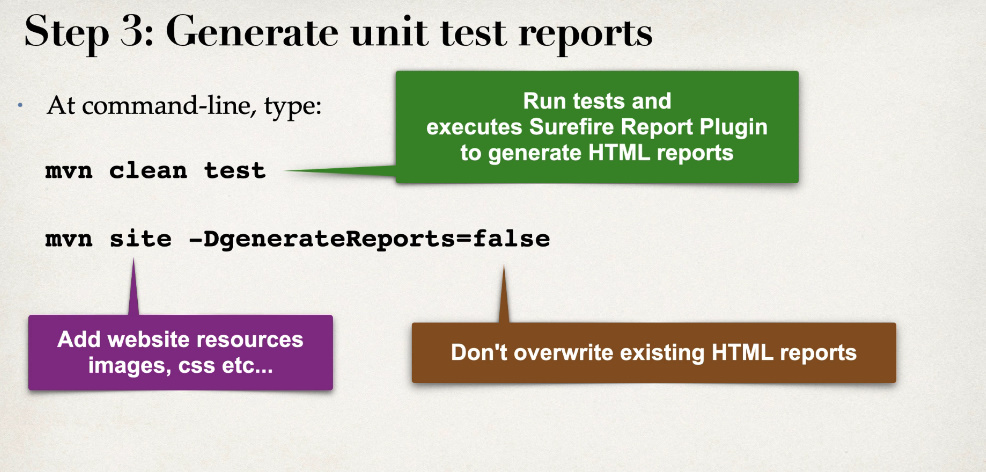 Step 3: Generate unit test reports
• At command-line, type:
Run tests and
executes Surefire Report Plugin
to generate HTML reports
mvn clean test
mvn site -DgenerateReports=false
Add website resources
images, css etc...
Don't overwrite existing HTML reports